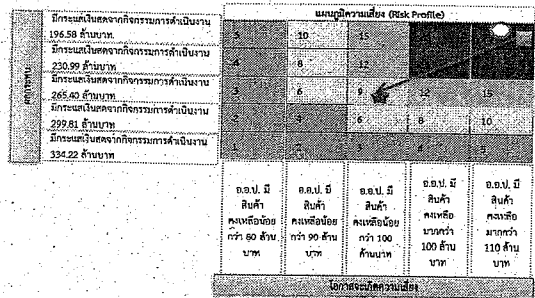 แผนภูมิความเสี่ยง (Risk Profile)
มีกระแสเงินสดจากกิจกรรมการดำเนินงาน
196.58 ล้านบาท
5 10 15
มีกระแสเงินสดจากกิจกรรมการดำเนินงาน
230.99 ล้านบาท
4 8 12
มีกระแสเงินสดจากกิจกรรมการดำเนินงาน
265.40 ล้านบาท
3 6 9 12 15
มีกระแสเงินสดจากกิจกรรมการดำเนินงาน
299.81 ล้านบาท
2 4 6 8 10
มีกระแสเงินสดจากกิจกรรมการดำเนินงาน
334.22 ล้านบาท
1 2 3 4 5
อ.อ.ป. มี
สินค้า
คงเหลือน้อย
กว่า 80 ล้าน
บาท
อ.อ.ป. มี
สินค้า
คงเหลือน้อย
กว่า 90 ล้าน
บาท
อ.อ.ป. มี
สินค้า
คงเหลือน้อย
กว่า 100
ล้านบาท
อ.อ.ป. มี
สินค้า
คงเหลือ
มากกว่า
100 ล้าน
บาท
อ.อ.ป. มี
สินค้า
คงเหลือ
มากกว่า
110 ล้าน
บาท
โอกาสจะเกิดความเสี่ยง